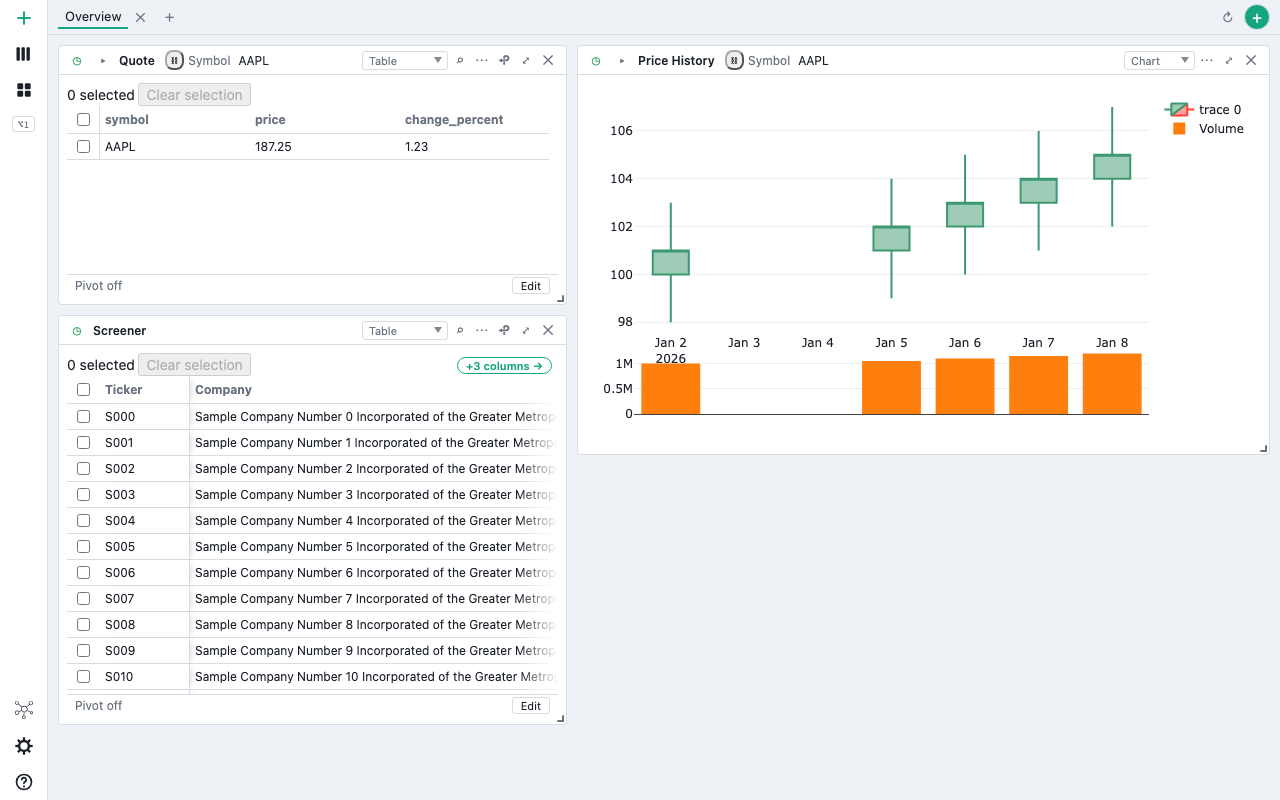 Overview
⌥1
Quote Symbol AAPL Table
0 selected Clear selection
symbol price change_percent
AAPL 187.25 1.23
Pivot off Edit
Screener Table
0 selected Clear selection +3 columns →
Ticker Company
S000 Sample Company Number 0 Incorporated of the Greater Metrop
S001 Sample Company Number 1 Incorporated of the Greater Metrop
S002 Sample Company Number 2 Incorporated of the Greater Metrop
S003 Sample Company Number 3 Incorporated of the Greater Metrop
S004 Sample Company Number 4 Incorporated of the Greater Metrop
S005 Sample Company Number 5 Incorporated of the Greater Metrop
S006 Sample Company Number 6 Incorporated of the Greater Metrop
S007 Sample Company Number 7 Incorporated of the Greater Metrop
S008 Sample Company Number 8 Incorporated of the Greater Metrop
S009 Sample Company Number 9 Incorporated of the Greater Metrop
S010 Sample Company Number 10 Incorporated of the Greater Metrop
Pivot off Edit
Price History Symbol AAPL Chart
trace 0
Volume
106
104
102
100
98
Jan 2 Jan 3 Jan 4 Jan 5 Jan 6 Jan 7 Jan 8
2026
1M
0.5M
0